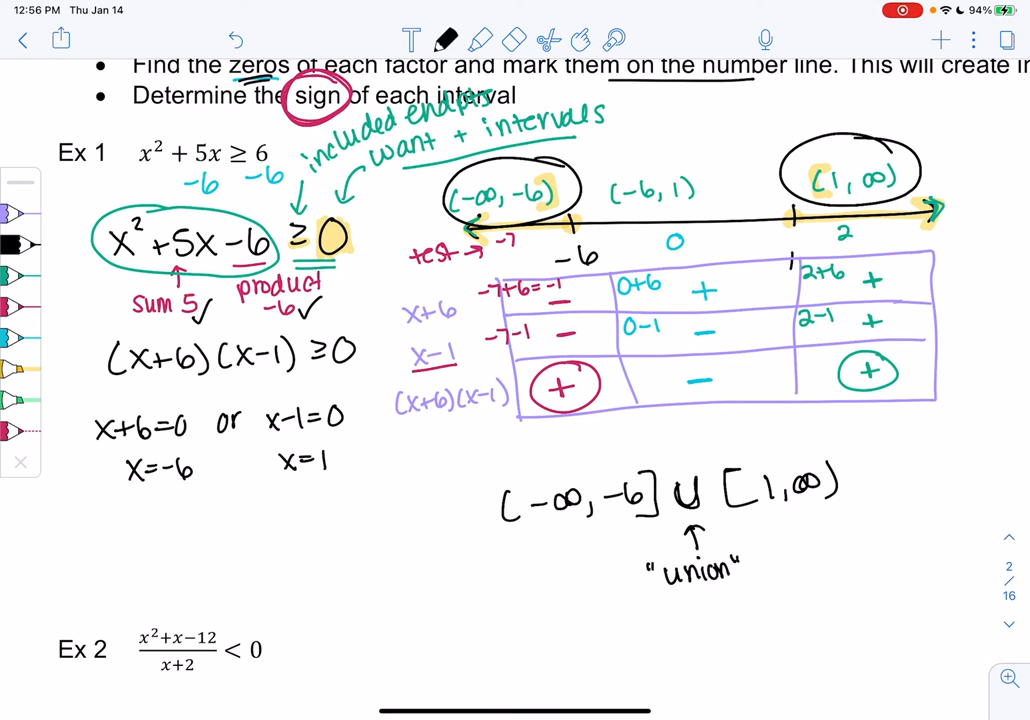 12:56 PM Thu Jan 14
94%
• Find the zeros of each factor and mark them on the number line. This will create in
• Determine the sign of each interval
included endpts
want + intervals
Ex 1 x² + 5x ≥ 6
-6 -6
(-∞, -6) (-6, 1) (1, ∞)
x² + 5x - 6 ≥ 0
test → -7 -6 0 1 2
sum 5 ✓ product -6 ✓
x+6 -7+6=-1 − 0+6 + 2+6 +
x-1 -7-1 − 0-1 − 2-1 +
(x+6)(x-1) + − +
(x+6)(x-1) ≥ 0
x+6=0 or x-1=0
x=-6 x=1
(-∞, -6] ∪ [1, ∞)
"union"
2
/
16
Ex 2 x²+x−12 / x+2 < 0